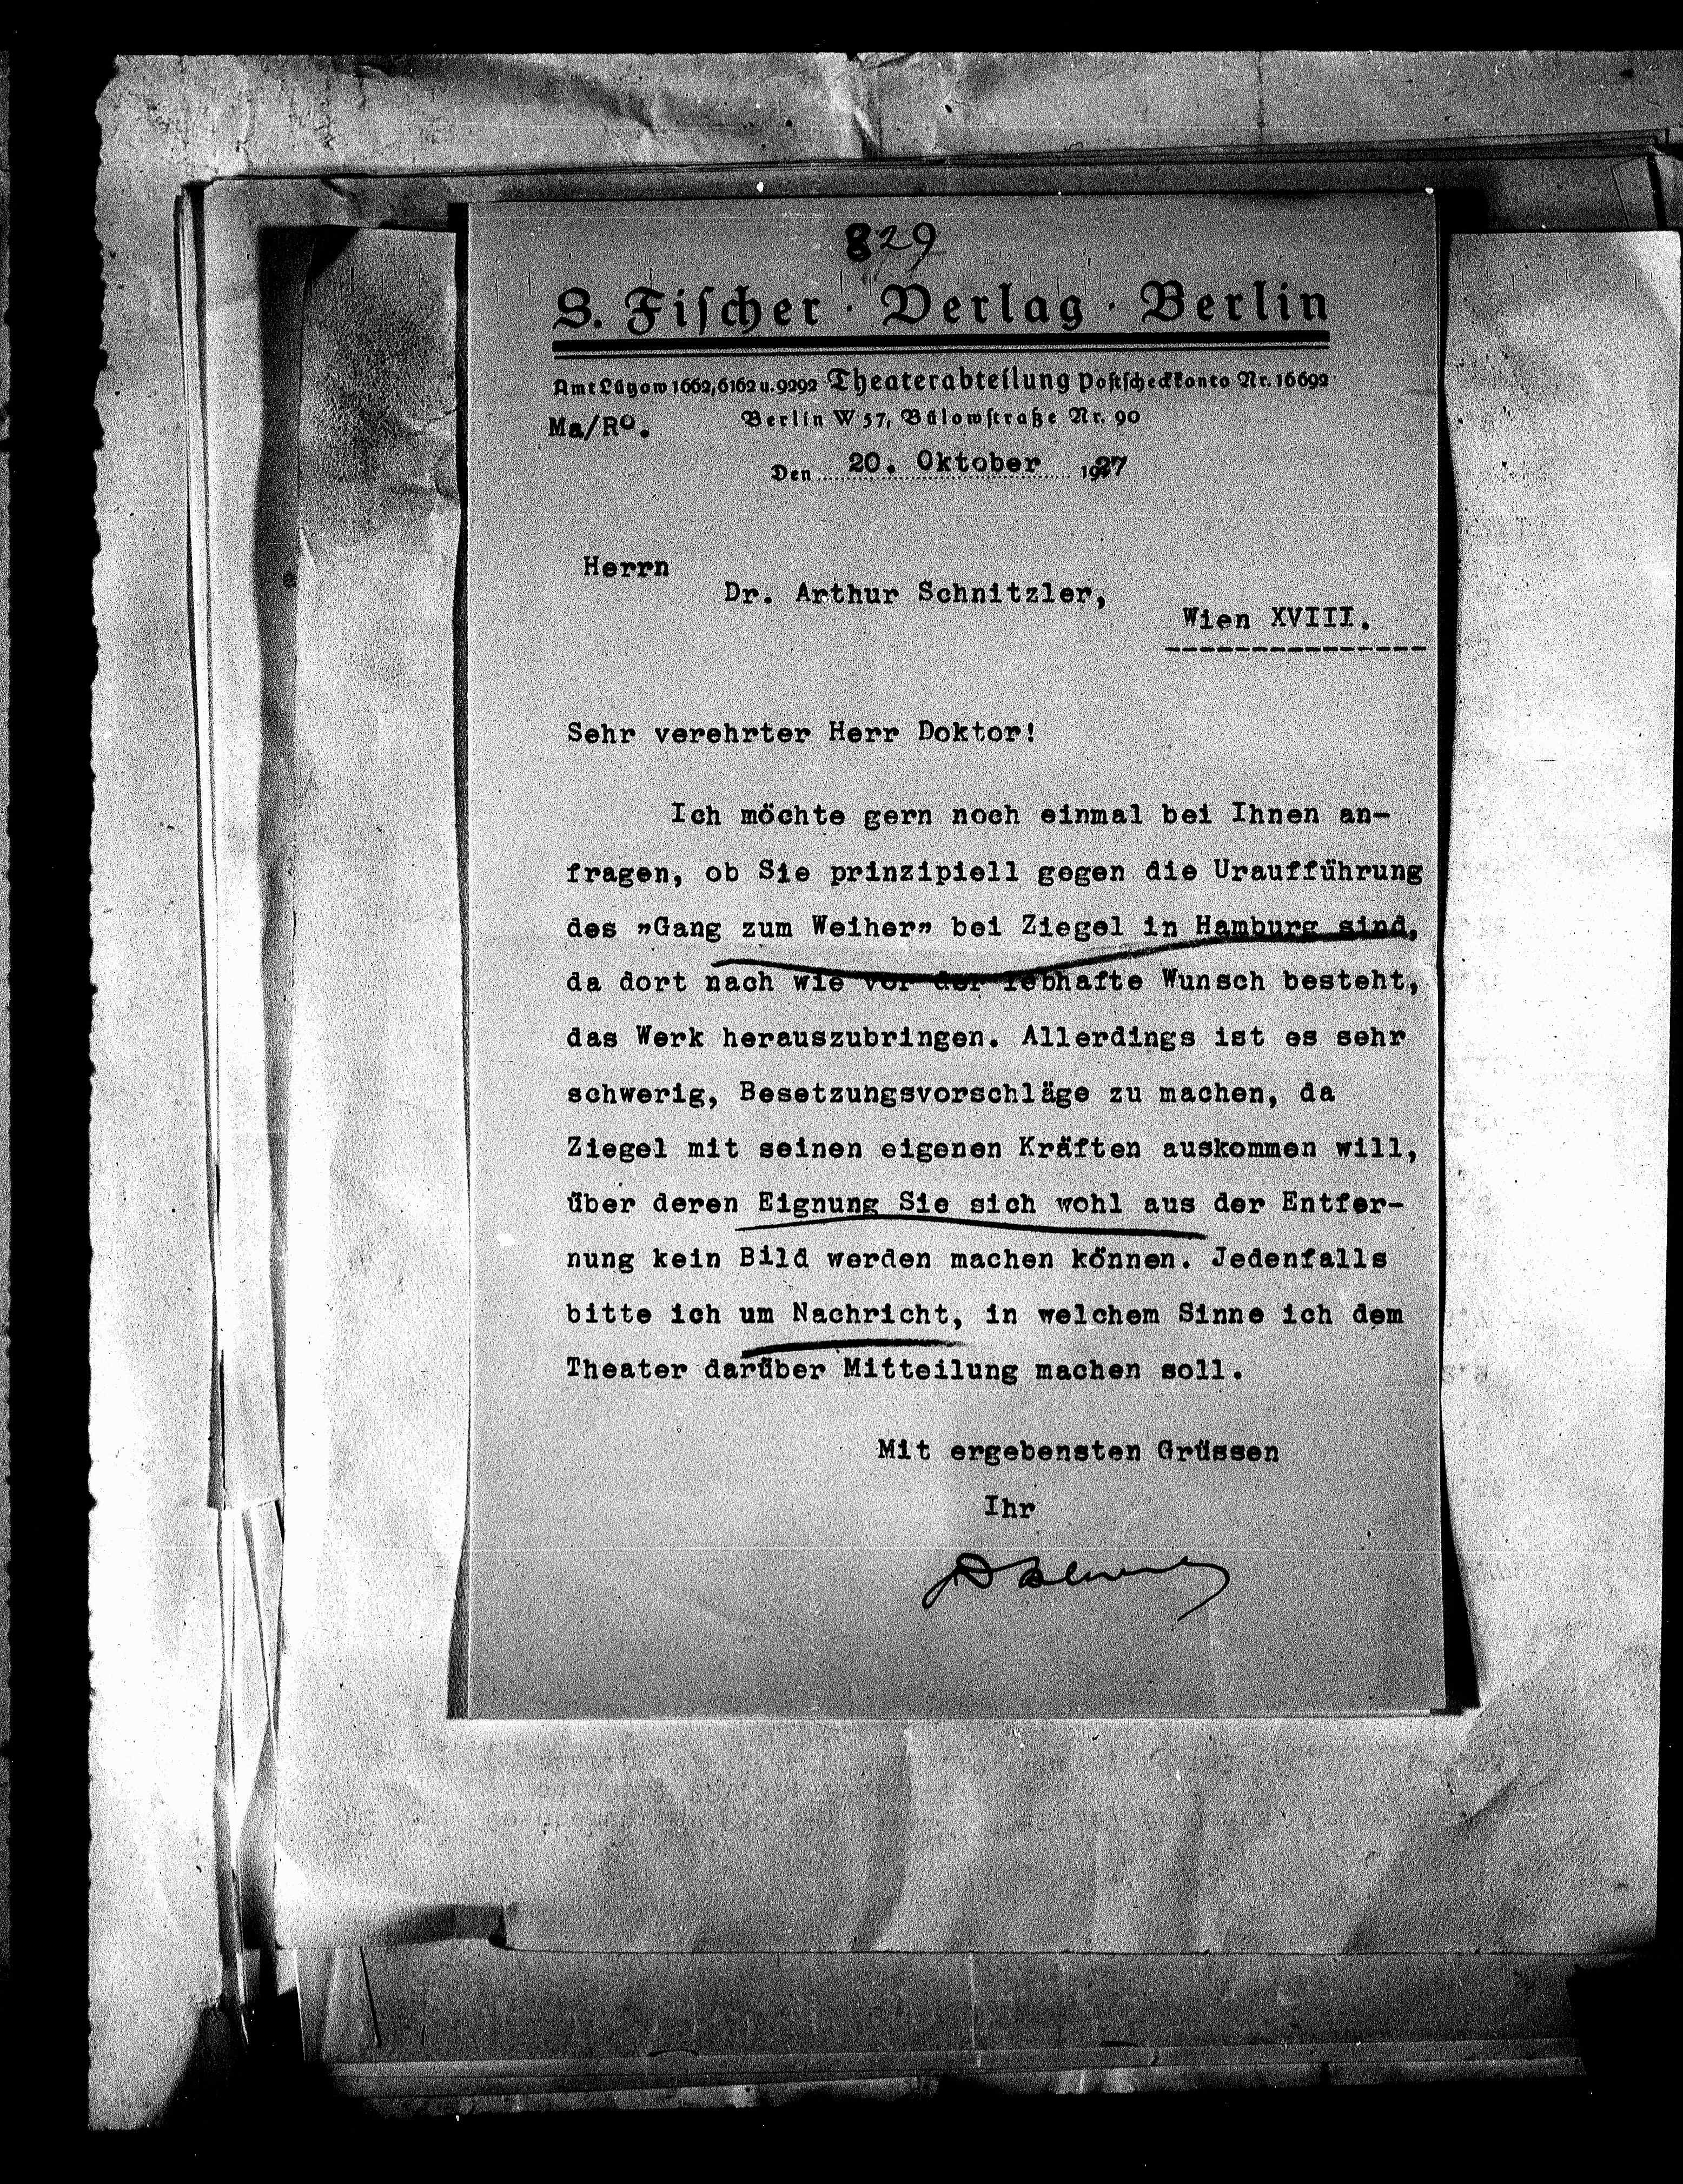 829
S. Fischer · Verlag · Berlin
Amt Lützow 1662, 6162 u. 9292 Theaterabteilung Postscheckkonto Nr. 16692
Ma/Ro.
Berlin W 57, Bülowstraße Nr. 90
Den 20. Oktober 1927
Herrn
Dr. Arthur Schnitzler,
Wien XVIII.
Sehr verehrter Herr Doktor!
Ich möchte gern noch einmal bei Ihnen an-
fragen, ob Sie prinzipiell gegen die Uraufführung
des "Gang zum Weiher" bei Ziegel in Hamburg sind,
da dort nach wie vor der lebhafte Wunsch besteht,
das Werk herauszubringen. Allerdings ist es sehr
schwerig, Besetzungsvorschläge zu machen, da
Ziegel mit seinen eigenen Kräften auskommen will,
über deren Eignung Sie sich wohl aus der Entfer-
nung kein Bild werden machen können. Jedenfalls
bitte ich um Nachricht, in welchem Sinne ich dem
Theater darüber Mitteilung machen soll.
Mit ergebensten Grüssen
Ihr